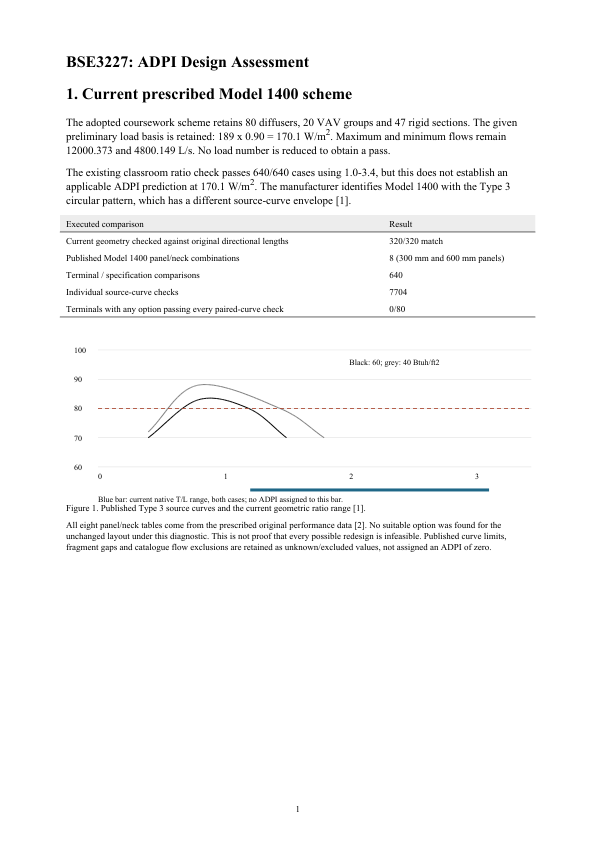 BSE3227: ADPI Design Assessment
1. Current prescribed Model 1400 scheme
The adopted coursework scheme retains 80 diffusers, 20 VAV groups and 47 rigid sections. The given
preliminary load basis is retained: 189 x 0.90 = 170.1 W/m2. Maximum and minimum flows remain
12000.373 and 4800.149 L/s. No load number is reduced to obtain a pass.
The existing classroom ratio check passes 640/640 cases using 1.0-3.4, but this does not establish an
applicable ADPI prediction at 170.1 W/m2. The manufacturer identifies Model 1400 with the Type 3
circular pattern, which has a different source-curve envelope [1].
Executed comparison Result
Current geometry checked against original directional lengths 320/320 match
Published Model 1400 panel/neck combinations 8 (300 mm and 600 mm panels)
Terminal / specification comparisons 640
Individual source-curve checks 7704
Terminals with any option passing every paired-curve check 0/80
100
Black: 60; grey: 40 Btuh/ft2
90
80
70
60
0 1 2 3
Blue bar: current native T/L range, both cases; no ADPI assigned to this bar.
Figure 1. Published Type 3 source curves and the current geometric ratio range [1].
All eight panel/neck tables come from the prescribed original performance data [2]. No suitable option was found for the
unchanged layout under this diagnostic. This is not proof that every possible redesign is infeasible. Published curve limits,
fragment gaps and catalogue flow exclusions are retained as unknown/excluded values, not assigned an ADPI of zero.
1